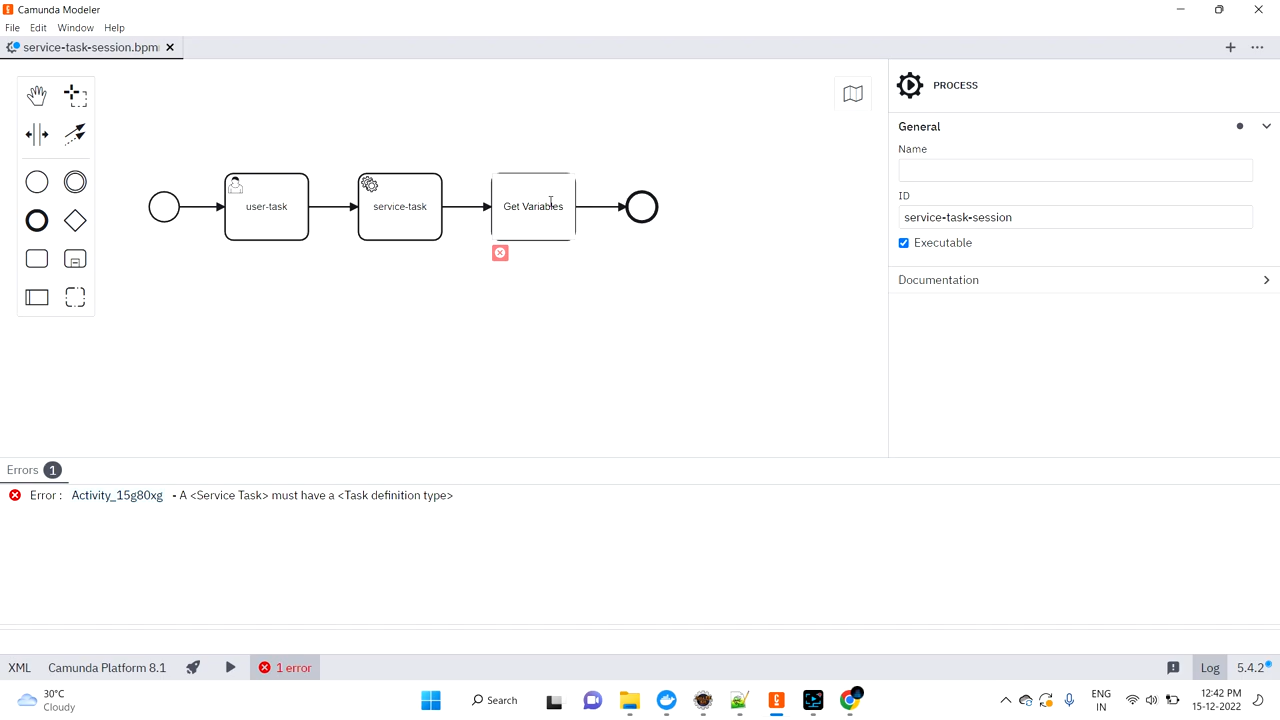 Camunda Modeler
File Edit Window Help
service-task-session.bpmn
PROCESS
General
Name
ID
service-task-session
Executable
Documentation
user-task
service-task
Get Variables
Errors 1
Error : Activity_15g80xg - A <Service Task> must have a <Task definition type>
XML Camunda Platform 8.1 1 error Log 5.4.2
30°C
Cloudy
Search
ENG
IN
12:42 PM
15-12-2022